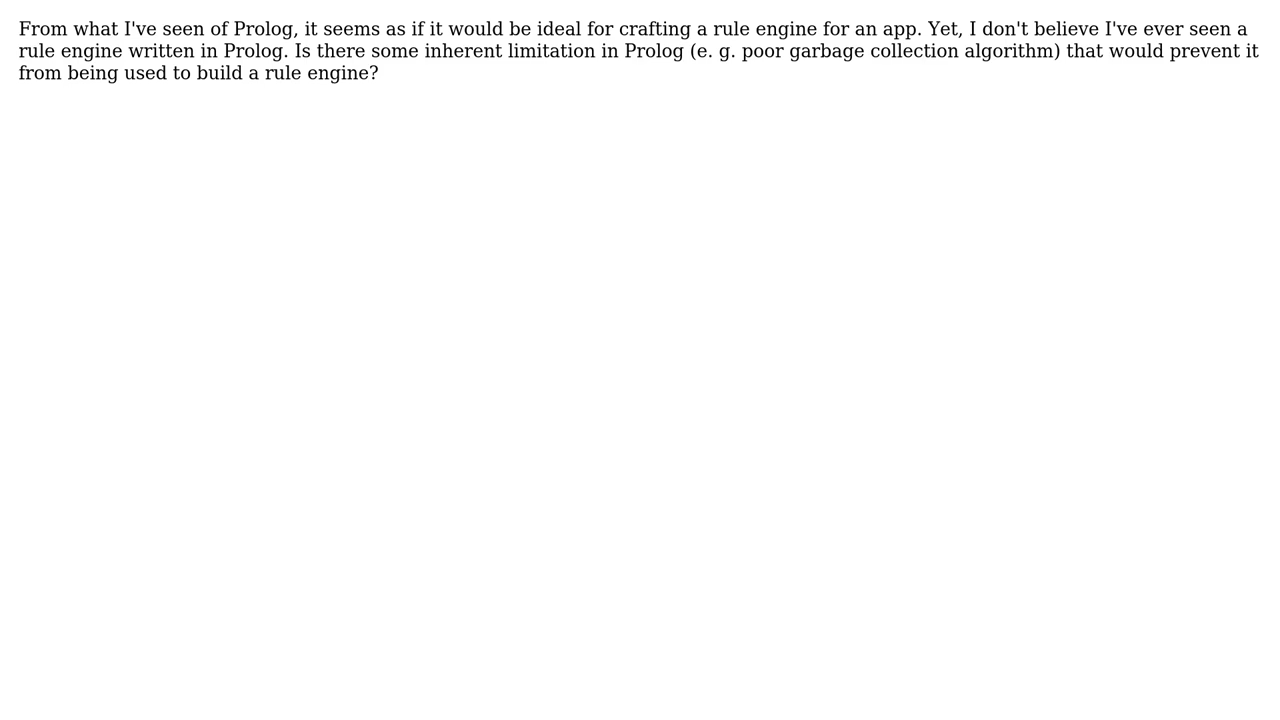 From what I've seen of Prolog, it seems as if it would be ideal for crafting a rule engine for an app. Yet, I don't believe I've ever seen a
rule engine written in Prolog. Is there some inherent limitation in Prolog (e. g. poor garbage collection algorithm) that would prevent it
from being used to build a rule engine?